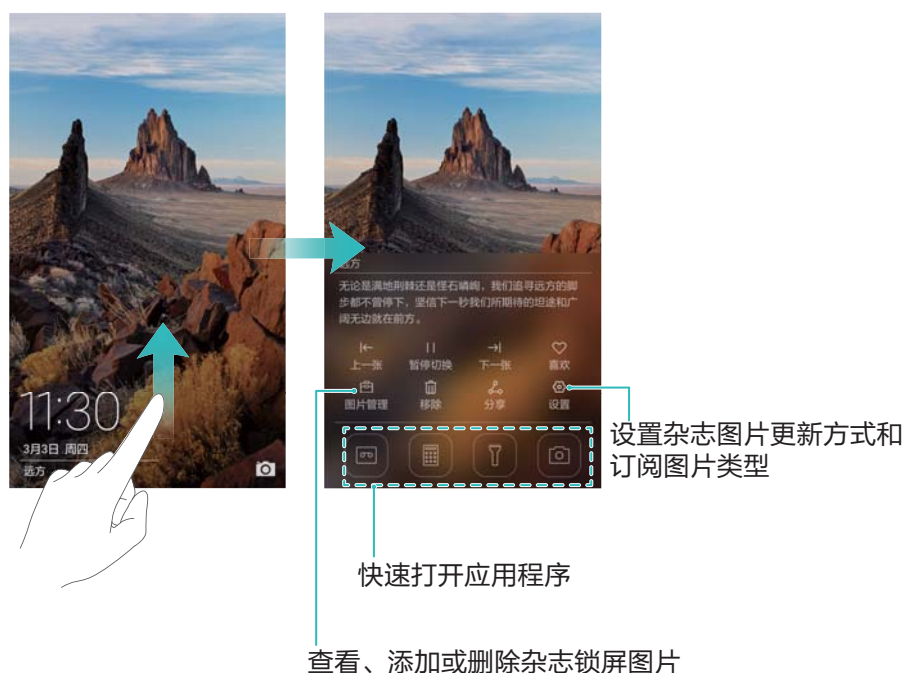 11:30
3月3日 周四
远方
远方
无论是满地荆棘还是怪石嶙峋，我们追寻远方的脚
步都不曾停下，坚信下一秒我们所期待的坦途和广
阔无边就在前方。
上一张 暂停切换 下一张 喜欢
图片管理 移除 分享 设置
设置杂志图片更新方式和
订阅图片类型
快速打开应用程序
查看、添加或删除杂志锁屏图片